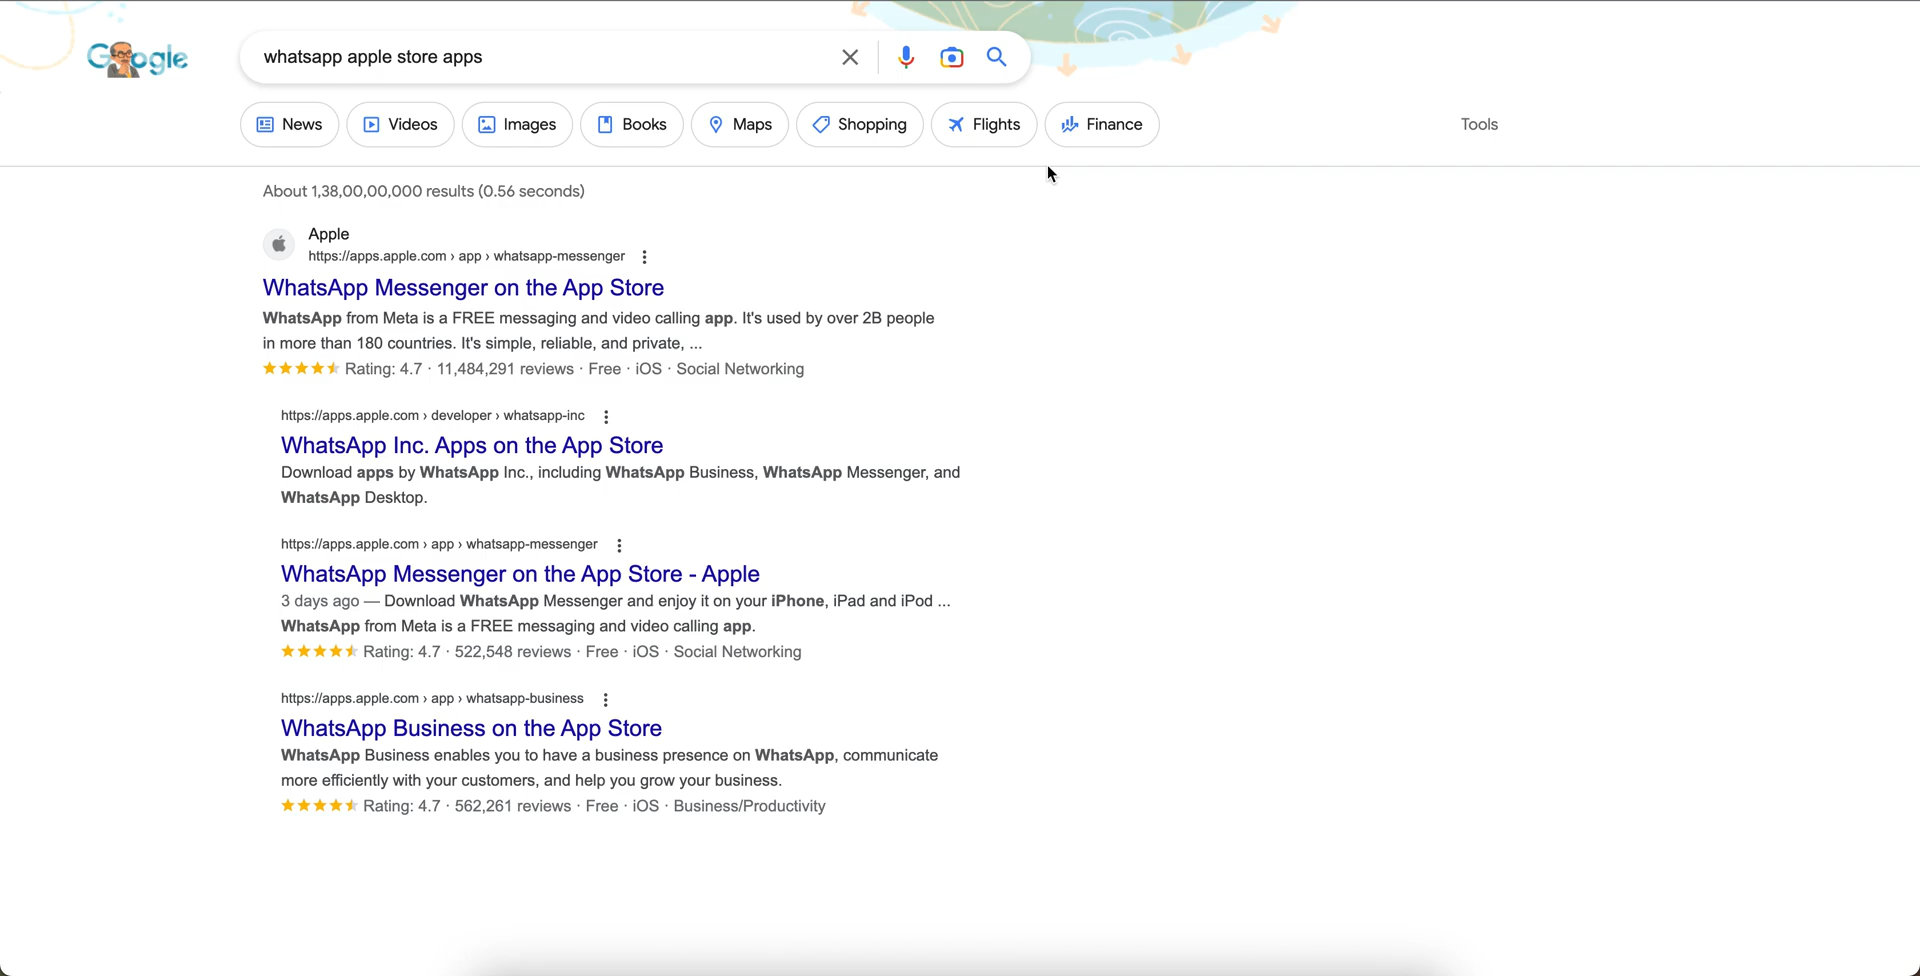 Google
whatsapp apple store apps
News Videos Images Books Maps Shopping Flights Finance Tools
About 1,38,00,00,000 results (0.56 seconds)
Apple
https://apps.apple.com › app › whatsapp-messenger
WhatsApp Messenger on the App Store
WhatsApp from Meta is a FREE messaging and video calling app. It's used by over 2B people
in more than 180 countries. It's simple, reliable, and private, ...
Rating: 4.7 · 11,484,291 reviews · Free · iOS · Social Networking
https://apps.apple.com › developer › whatsapp-inc
WhatsApp Inc. Apps on the App Store
Download apps by WhatsApp Inc., including WhatsApp Business, WhatsApp Messenger, and
WhatsApp Desktop.
https://apps.apple.com › app › whatsapp-messenger
WhatsApp Messenger on the App Store - Apple
3 days ago — Download WhatsApp Messenger and enjoy it on your iPhone, iPad and iPod ...
WhatsApp from Meta is a FREE messaging and video calling app.
Rating: 4.7 · 522,548 reviews · Free · iOS · Social Networking
https://apps.apple.com › app › whatsapp-business
WhatsApp Business on the App Store
WhatsApp Business enables you to have a business presence on WhatsApp, communicate
more efficiently with your customers, and help you grow your business.
Rating: 4.7 · 562,261 reviews · Free · iOS · Business/Productivity